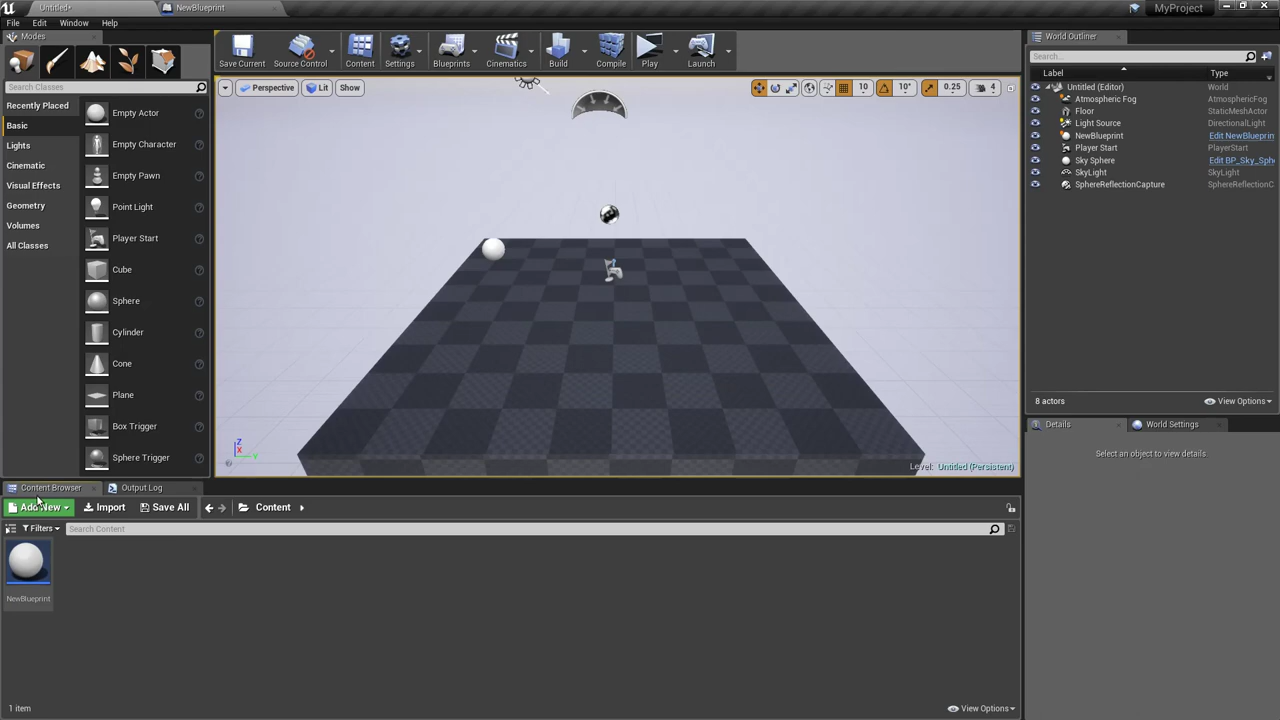 Untitled*
NewBlueprint
MyProject
File Edit Window Help
Modes
Search Classes
Recently Placed
Basic
Lights
Cinematic
Visual Effects
Geometry
Volumes
All Classes
Empty Actor
Empty Character
Empty Pawn
Point Light
Player Start
Cube
Sphere
Cylinder
Cone
Plane
Box Trigger
Sphere Trigger
Save Current
Source Control
Content
Settings
Blueprints
Cinematics
Build
Compile
Play
Launch
Perspective
Lit
Show
10
10°
0.25
4
Z
X
Y
Level: Untitled (Persistent)
World Outliner
Search...
Label Type
Untitled (Editor) World
Atmospheric Fog AtmosphericFog
Floor StaticMeshActor
Light Source DirectionalLight
NewBlueprint Edit NewBlueprin
Player Start PlayerStart
Sky Sphere Edit BP_Sky_Sph
SkyLight SkyLight
SphereReflectionCapture SphereReflectionC
8 actors
View Options
Details
World Settings
Select an object to view details
Content Browser
Output Log
Add New
Import
Save All
Content
Filters
Search Content
NewBlueprint
1 item
View Options